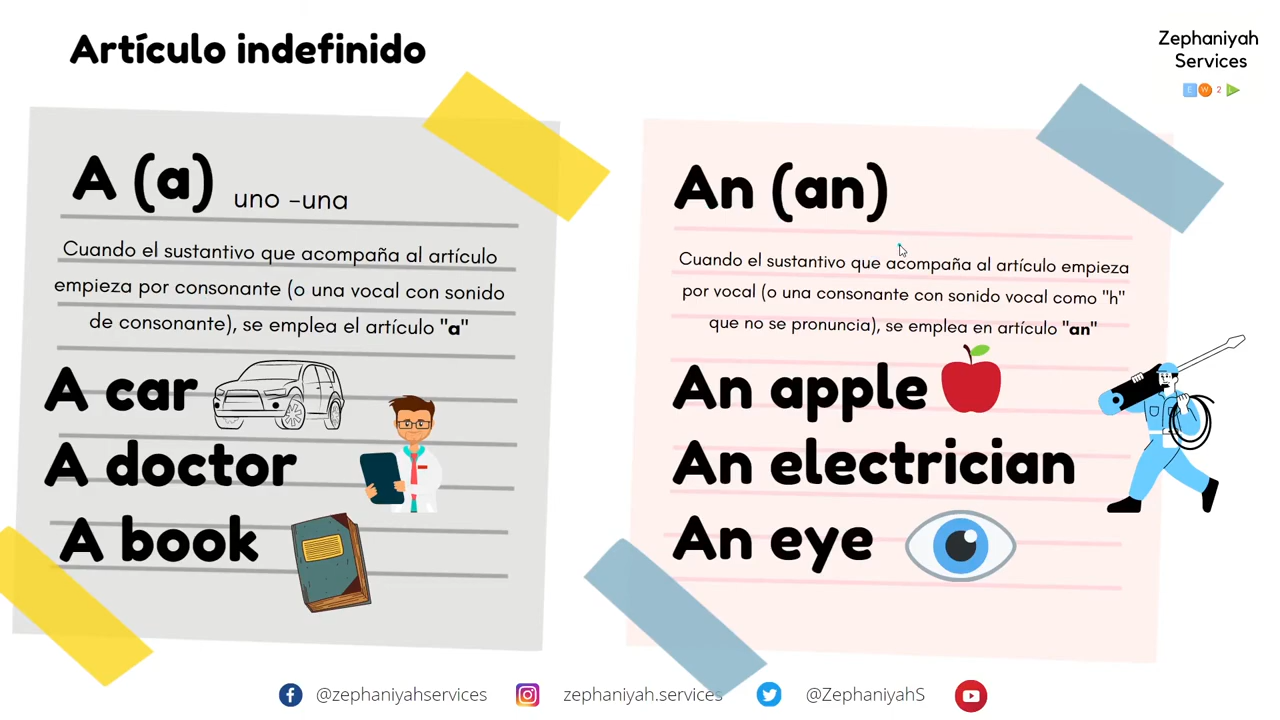 Artículo indefinido
Zephaniyah
Services
E W 2 L
A (a) uno -una
Cuando el sustantivo que acompaña al artículo
empieza por consonante (o una vocal con sonido
de consonante), se emplea el artículo "a"
A car
A doctor
A book
An (an)
Cuando el sustantivo que acompaña al artículo empieza
por vocal (o una consonante con sonido vocal como "h"
que no se pronuncia), se emplea en artículo "an"
An apple
An electrician
An eye
@zephaniyahservices zephaniyah.services @ZephaniyahS